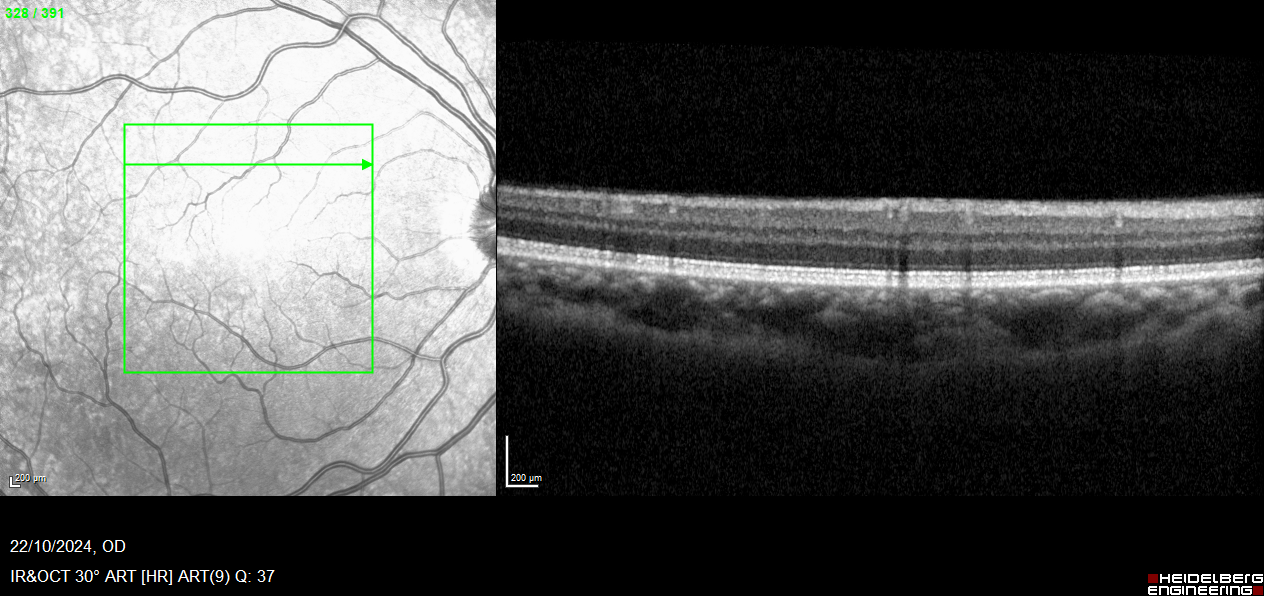 328 / 391
200 µm
200 µm
22/10/2024, OD
IR&OCT 30° ART [HR] ART(9) Q: 37
HEIDELBERG
ENGINEERING